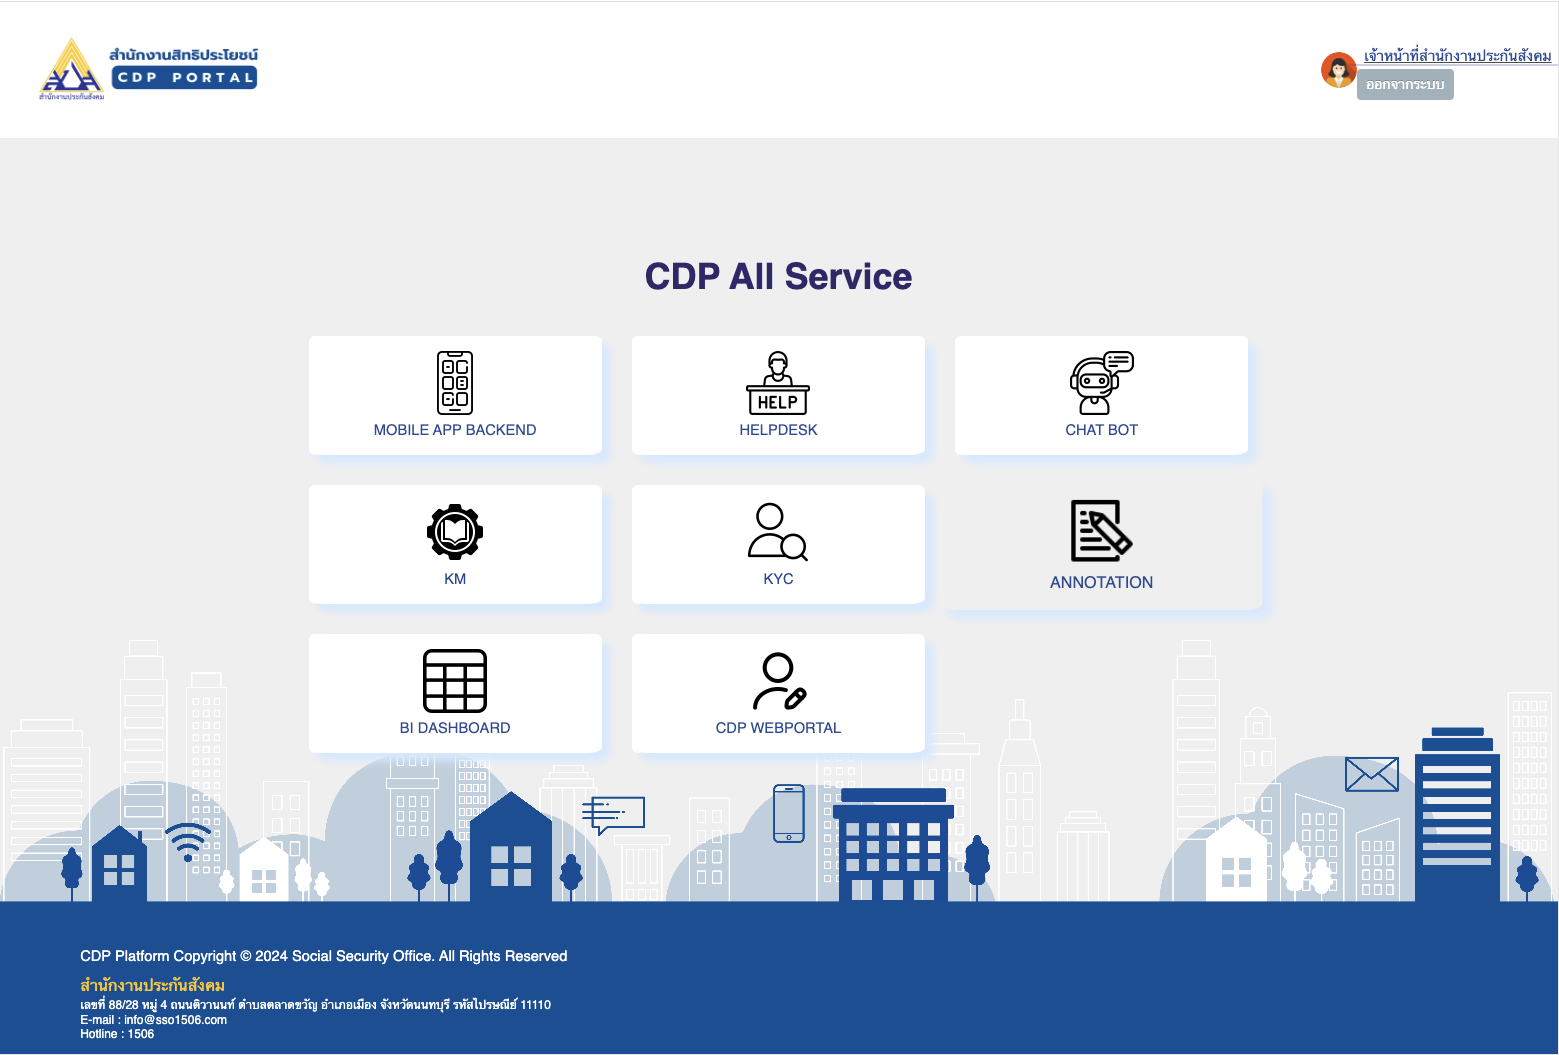 สำนักงานสิทธิประโยชน์
CDP PORTAL
สำนักงานประกันสังคม
เจ้าหน้าที่สำนักงานประกันสังคม
ออกจากระบบ
CDP All Service
MOBILE APP BACKEND
HELP
HELPDESK
CHAT BOT
KM
KYC
ANNOTATION
BI DASHBOARD
CDP WEBPORTAL
CDP Platform Copyright © 2024 Social Security Office. All Rights Reserved
สำนักงานประกันสังคม
เลขที่ 88/28 หมู่ 4 ถนนติวานนท์ ตำบลตลาดขวัญ อำเภอเมือง จังหวัดนนทบุรี รหัสไปรษณีย์ 11110
E-mail : info@sso1506.com
Hotline : 1506